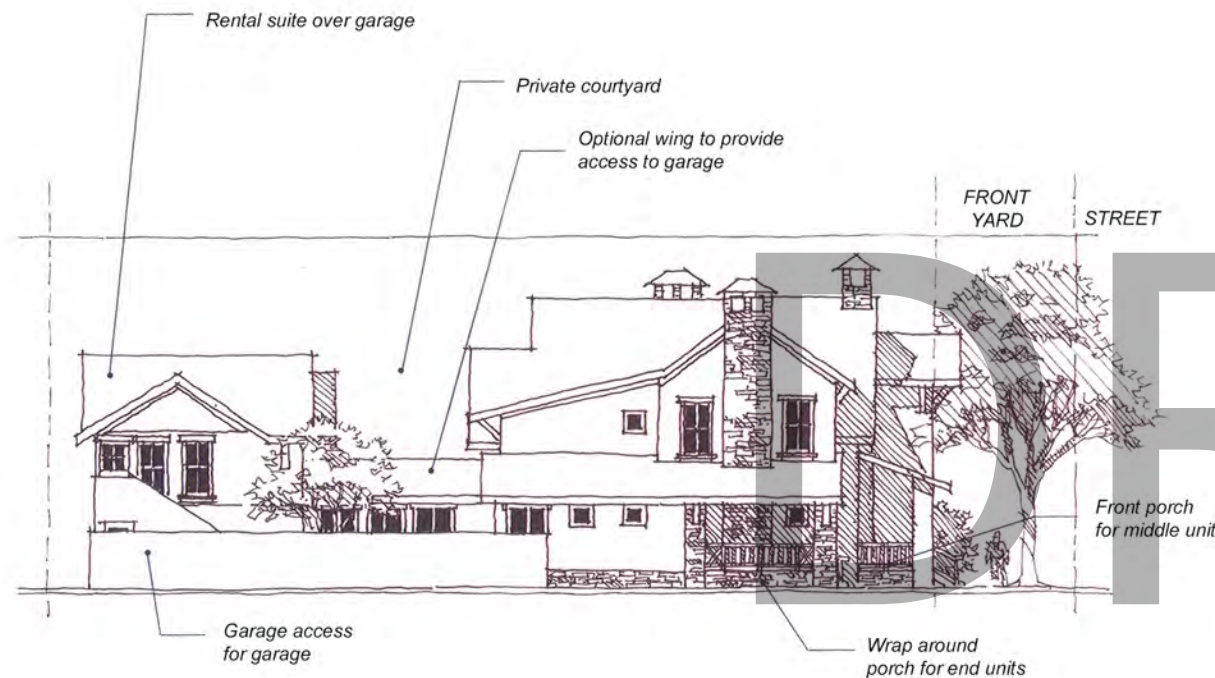 Rental suite over garage
Private courtyard
Optional wing to provide
access to garage
FRONT
YARD
STREET
Front porch
for middle unit
Garage access
for garage
Wrap around
porch for end units